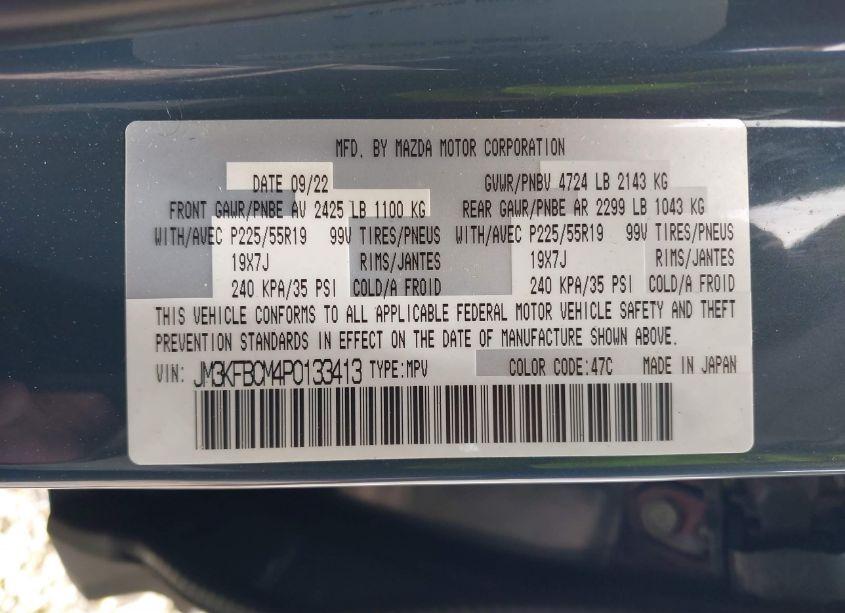 MFD. BY MAZDA MOTOR CORPORATION
DATE 09/22 GVWR/PNBV 4724 LB 2143 KG
FRONT GAWR/PNBE AV 2425 LB 1100 KG REAR GAWR/PNBE AR 2299 LB 1043 KG
WITH/AVEC P225/55R19 99V TIRES/PNEUS WITH/AVEC P225/55R19 99V TIRES/PNEUS
19X7J RIMS/JANTES 19X7J RIMS/JANTES
240 KPA/35 PSI COLD/A FROID 240 KPA/35 PSI COLD/A FROID
THIS VEHICLE CONFORMS TO ALL APPLICABLE FEDERAL MOTOR VEHICLE SAFETY AND THEFT
PREVENTION STANDARDS IN EFFECT ON THE DATE OF MANUFACTURE SHOWN ABOVE.
VIN: JM3KFBCM4P0133413 TYPE:MPV COLOR CODE:47C MADE IN JAPAN